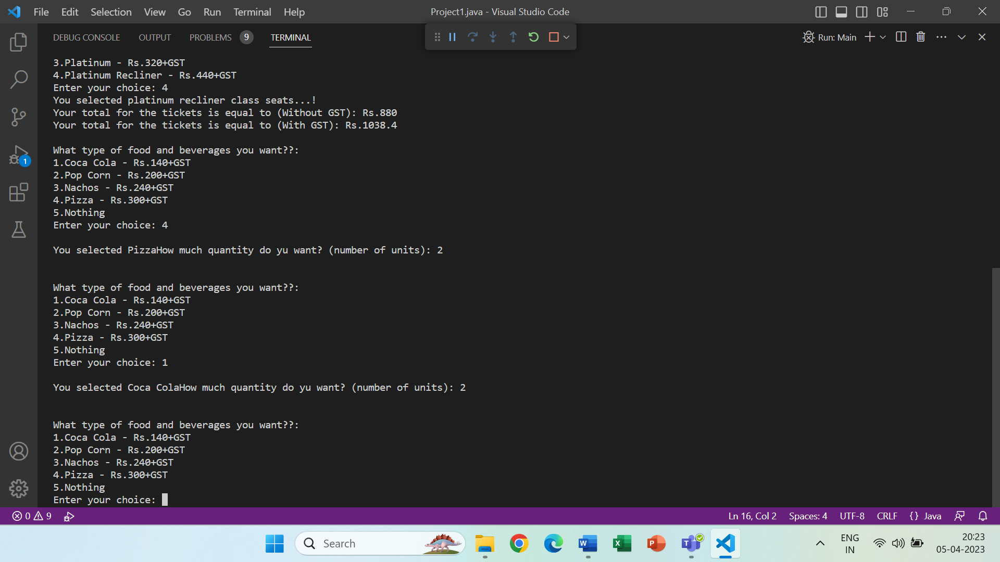 File Edit Selection View Go Run Terminal Help Project1.java - Visual Studio Code
DEBUG CONSOLE OUTPUT PROBLEMS 9 TERMINAL Run: Main
3.Platinum - Rs.320+GST
4.Platinum Recliner - Rs.440+GST
Enter your choice: 4
You selected platinum recliner class seats...!
Your total for the tickets is equal to (Without GST): Rs.880
Your total for the tickets is equal to (With GST): Rs.1038.4
What type of food and beverages you want??:
1.Coca Cola - Rs.140+GST
2.Pop Corn - Rs.200+GST
3.Nachos - Rs.240+GST
4.Pizza - Rs.300+GST
5.Nothing
Enter your choice: 4
You selected PizzaHow much quantity do yu want? (number of units): 2
What type of food and beverages you want??:
1.Coca Cola - Rs.140+GST
2.Pop Corn - Rs.200+GST
3.Nachos - Rs.240+GST
4.Pizza - Rs.300+GST
5.Nothing
Enter your choice: 1
You selected Coca ColaHow much quantity do yu want? (number of units): 2
What type of food and beverages you want??:
1.Coca Cola - Rs.140+GST
2.Pop Corn - Rs.200+GST
3.Nachos - Rs.240+GST
4.Pizza - Rs.300+GST
5.Nothing
Enter your choice:
1
0 9 Ln 16, Col 2 Spaces: 4 UTF-8 CRLF {} Java
Search W X P T ENG 20:23
IN 05-04-2023